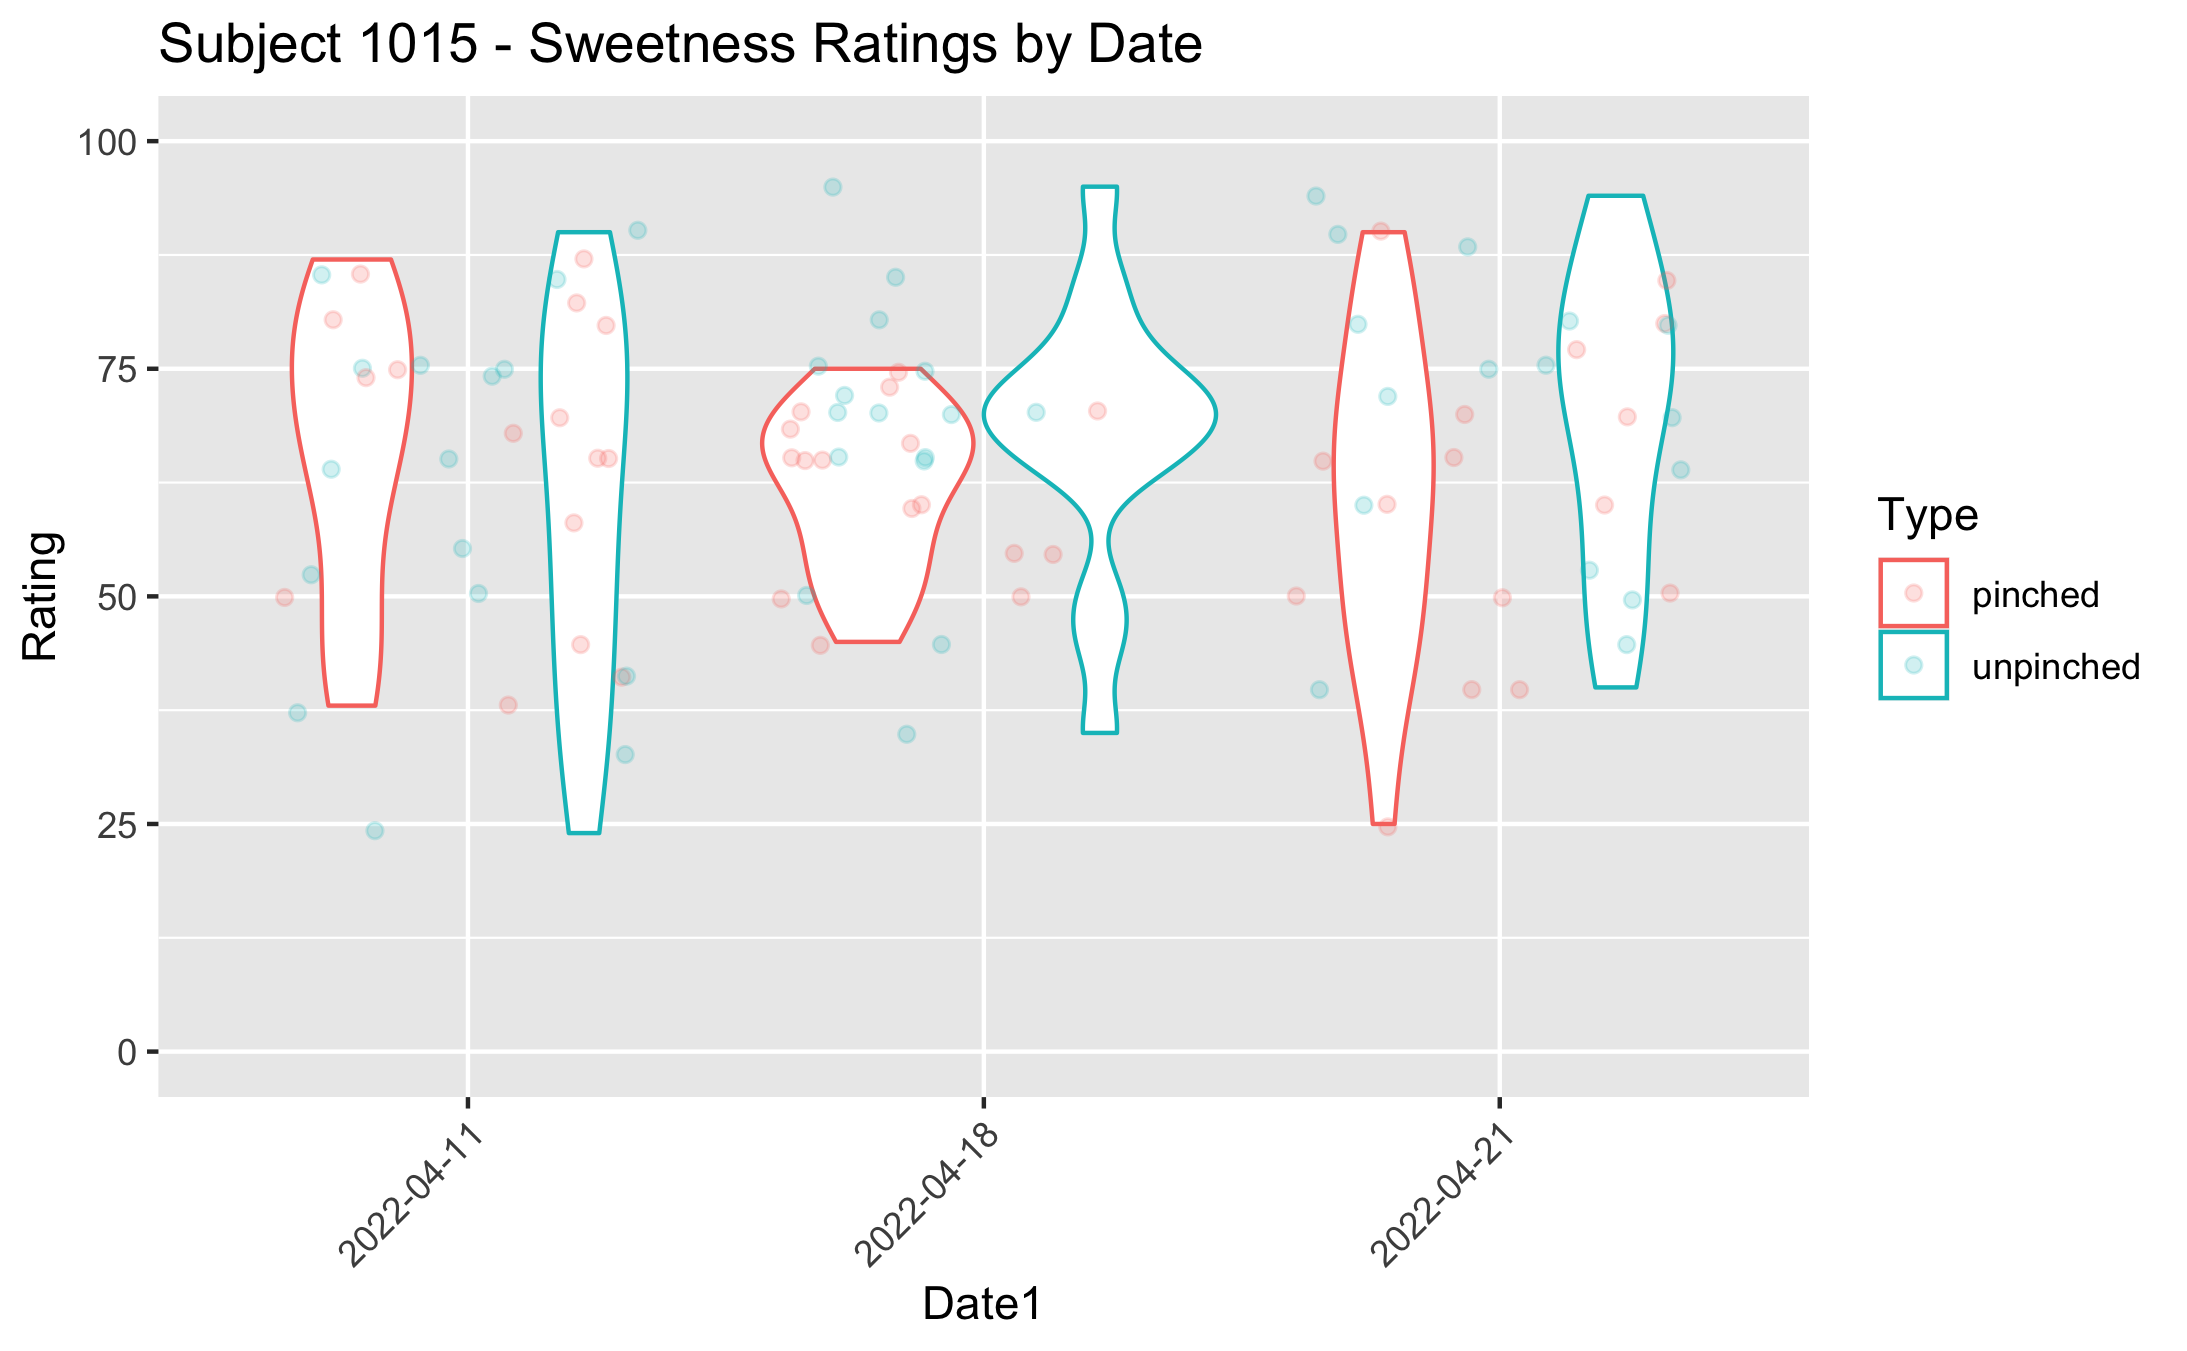 Subject 1015 - Sweetness Ratings by Date
100
75
50
25
0
Rating
2022-04-11
2022-04-18
2022-04-21
Date1
Type
pinched
unpinched